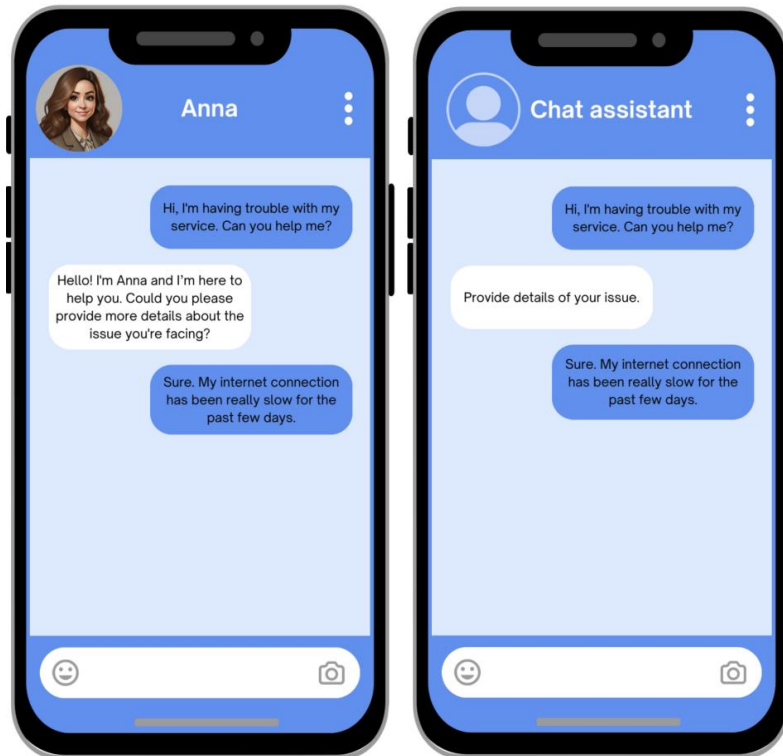 Anna
Hi, I'm having trouble with my
service. Can you help me?
Hello! I'm Anna and I’m here to
help you. Could you please
provide more details about the
issue you're facing?
Sure. My internet connection
has been really slow for the
past few days.
Chat assistant
Hi, I'm having trouble with my
service. Can you help me?
Provide details of your issue.
Sure. My internet connection
has been really slow for the
past few days.